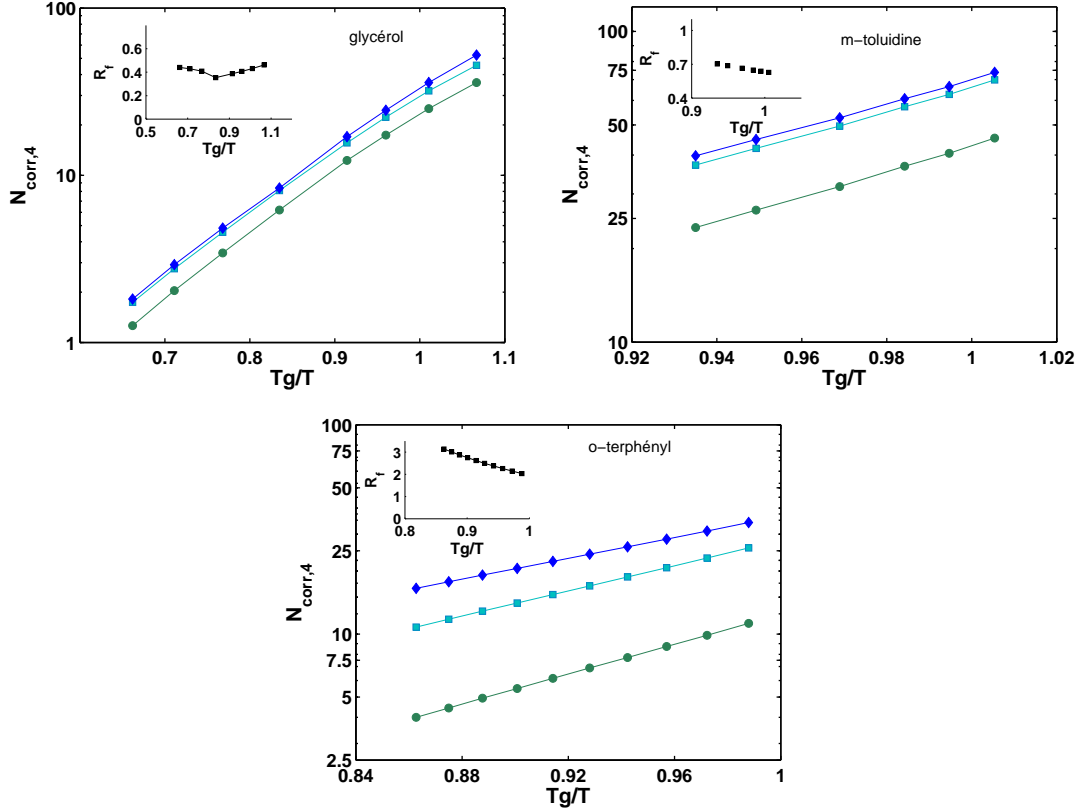 100
10
1
N_corr,4
glycérol
0.6
0.4
0.2
0
R_f
0.5 0.7 0.9 1.1
Tg/T
0.7 0.8 0.9 1 1.1
Tg/T
100
75
50
25
10
N_corr,4
m−toluidine
1
0.7
0.4
R_f
0.9 1
Tg/T
0.92 0.94 0.96 0.98 1 1.02
Tg/T
100
75
50
25
10
7.5
5
2.5
N_corr,4
o−terphényl
3
2
1
0
R_f
0.8 0.9 1
Tg/T
0.84 0.88 0.92 0.96 1
Tg/T